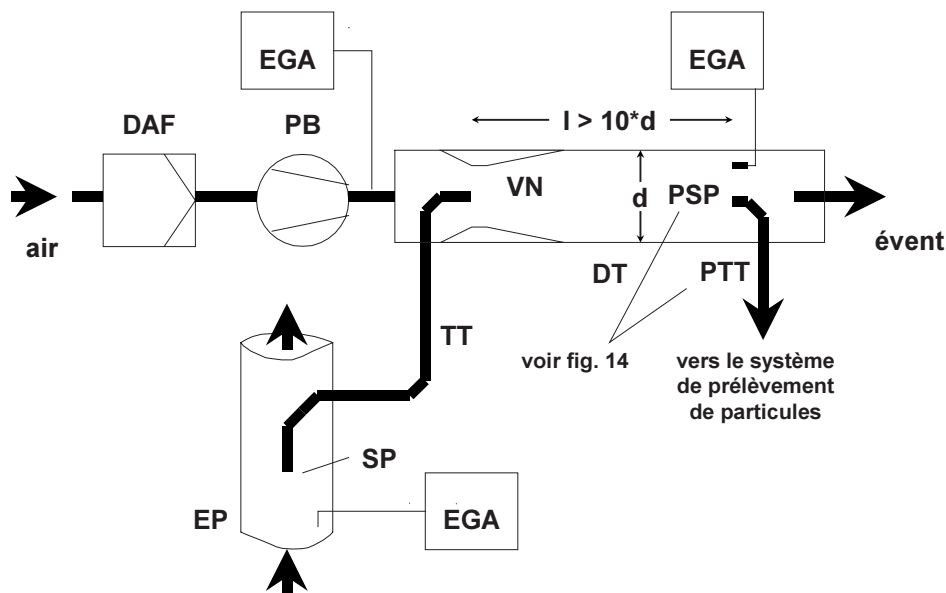 EGA
EGA
DAF
PB
l > 10*d
VN
d
PSP
air
évent
DT
PTT
TT
voir fig. 14
vers le système
de prélèvement
de particules
SP
EP
EGA